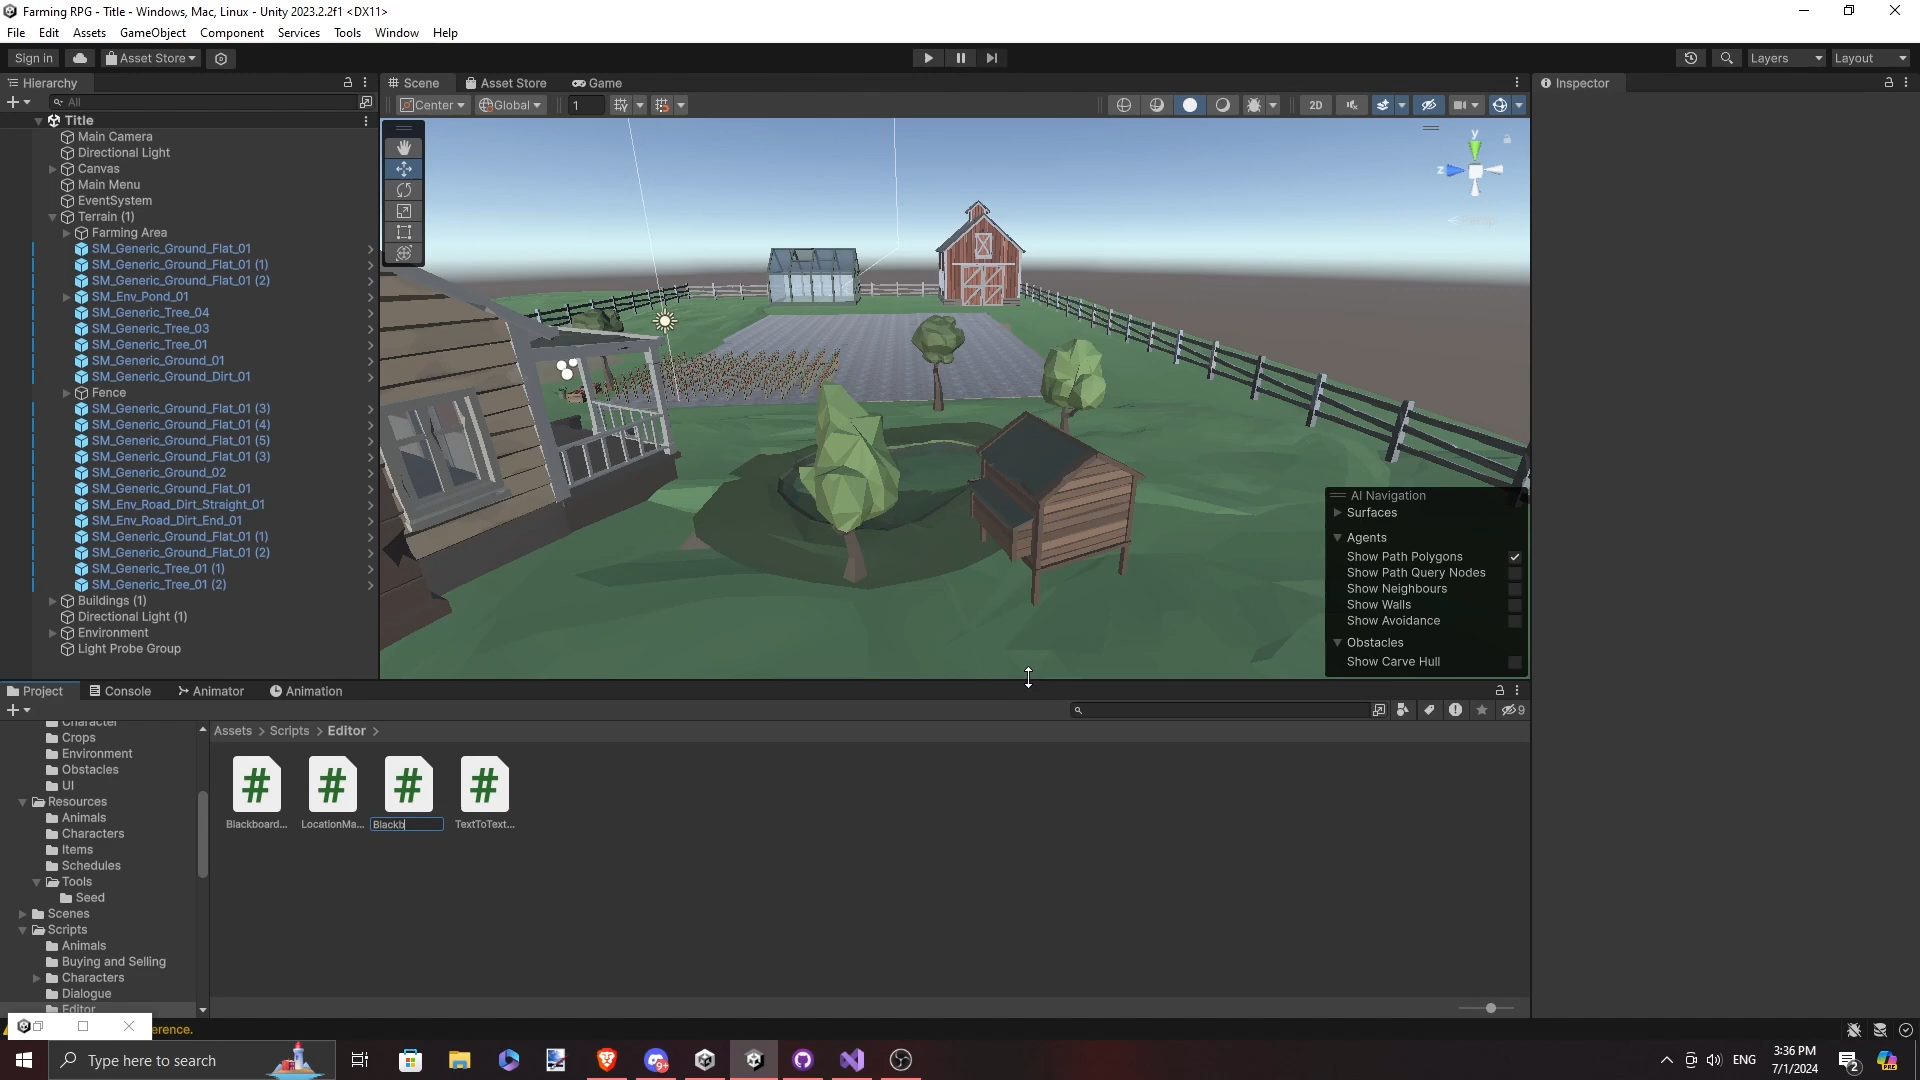 Farming RPG - Title - Windows, Mac, Linux - Unity 2023.2.2f1 <DX11>
File Edit Assets GameObject Component Services Tools Window Help
Sign in Asset Store Layers Layout
Hierarchy
All
Title
Main Camera
Directional Light
Canvas
Main Menu
EventSystem
Terrain (1)
Farming Area
SM_Generic_Ground_Flat_01
SM_Generic_Ground_Flat_01 (1)
SM_Generic_Ground_Flat_01 (2)
SM_Env_Pond_01
SM_Generic_Tree_04
SM_Generic_Tree_03
SM_Generic_Tree_01
SM_Generic_Ground_01
SM_Generic_Ground_Dirt_01
Fence
SM_Generic_Ground_Flat_01 (3)
SM_Generic_Ground_Flat_01 (4)
SM_Generic_Ground_Flat_01 (5)
SM_Generic_Ground_Flat_01 (3)
SM_Generic_Ground_02
SM_Generic_Ground_Flat_01
SM_Env_Road_Dirt_Straight_01
SM_Env_Road_Dirt_End_01
SM_Generic_Ground_Flat_01 (1)
SM_Generic_Ground_Flat_01 (2)
SM_Generic_Tree_01 (1)
SM_Generic_Tree_01 (2)
Buildings (1)
Directional Light (1)
Environment
Light Probe Group
Scene Asset Store Game
Center Global 1 2D
y
z
Persp
AI Navigation
Surfaces
Agents
Show Path Polygons
Show Path Query Nodes
Show Neighbours
Show Walls
Show Avoidance
Obstacles
Show Carve Hull
Inspector
Project Console Animator Animation
9
Character
Crops
Environment
Obstacles
UI
Resources
Animals
Characters
Items
Schedules
Tools
Seed
Scenes
Scripts
Animals
Buying and Selling
Characters
Dialogue
Editor
Assets > Scripts > Editor >
Blackboard... LocationMa... Blackb TextToText...
erence.
Type here to search
9+
ENG
3:36 PM
7/1/2024
2
PRE